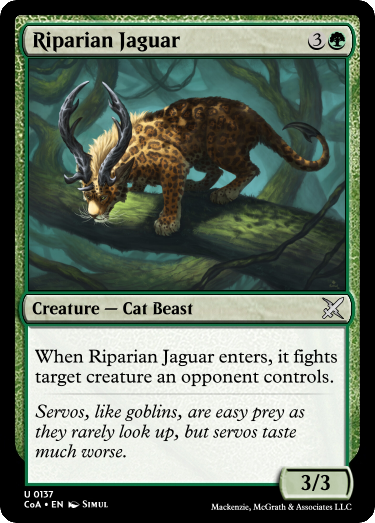 Riparian Jaguar 3
Creature — Cat Beast
When Riparian Jaguar enters, it fights
target creature an opponent controls.
Servos, like goblins, are easy prey as
they rarely look up, but servos taste
much worse.
3/3
U 0137
CoA • EN Simul
Mackenzie, McGrath & Associates LLC